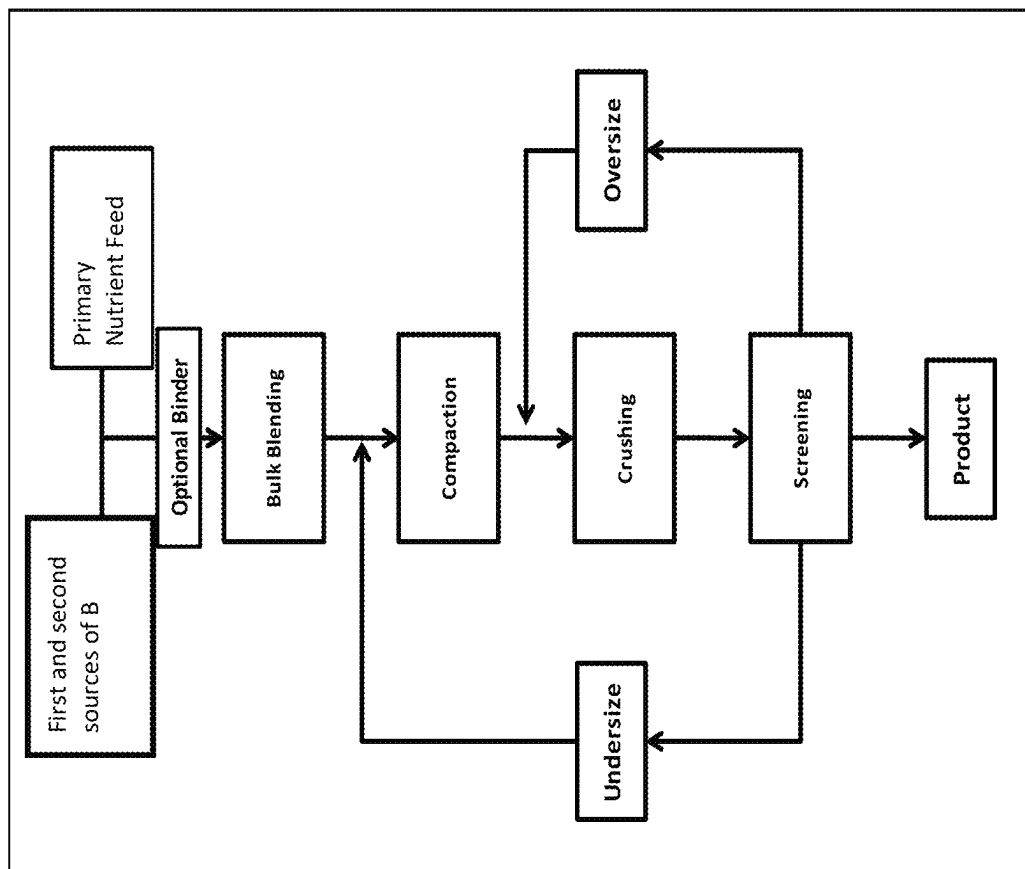 First and second
sources of B
Primary
Nutrient Feed
Optional Binder
Bulk Blending
Compaction
Crushing
Screening
Undersize
Oversize
Product